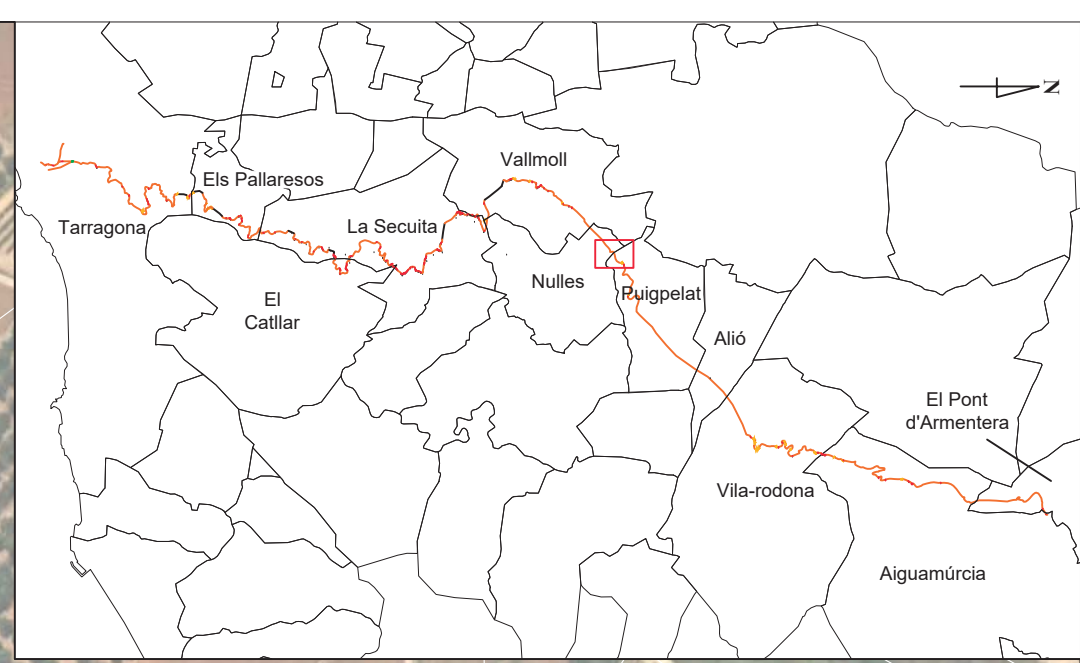 N
Vallmoll
Els Pallaresos
Tarragona
La Secuita
Nulles
Puigpelat
El
Catllar
Alió
El Pont
d'Armentera
Vila-rodona
Aiguamúrcia